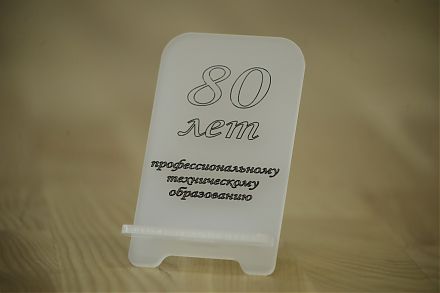 80
лет
профессиональному
техническому
образованию